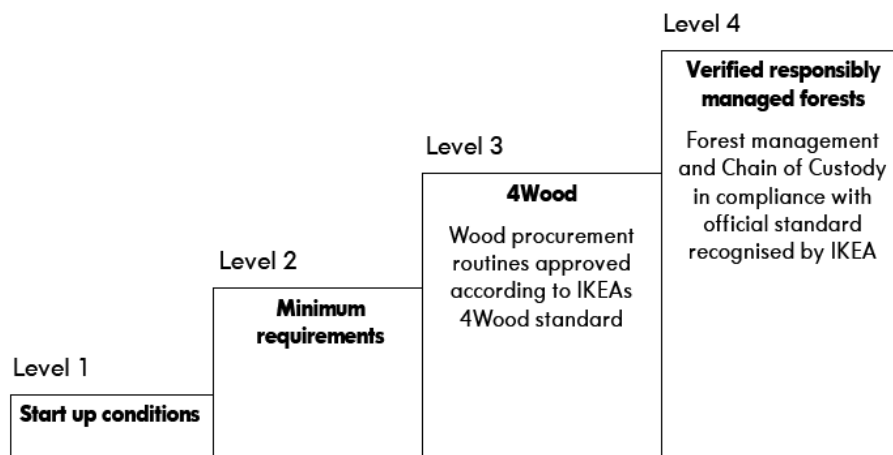 Level 1
Start up conditions
Level 2
Minimum
requirements
Level 3
4Wood
Wood procurement
routines approved
according to IKEAs
4Wood standard
Level 4
Verified responsibly
managed forests
Forest management
and Chain of Custody
in compliance with
official standard
recognised by IKEA